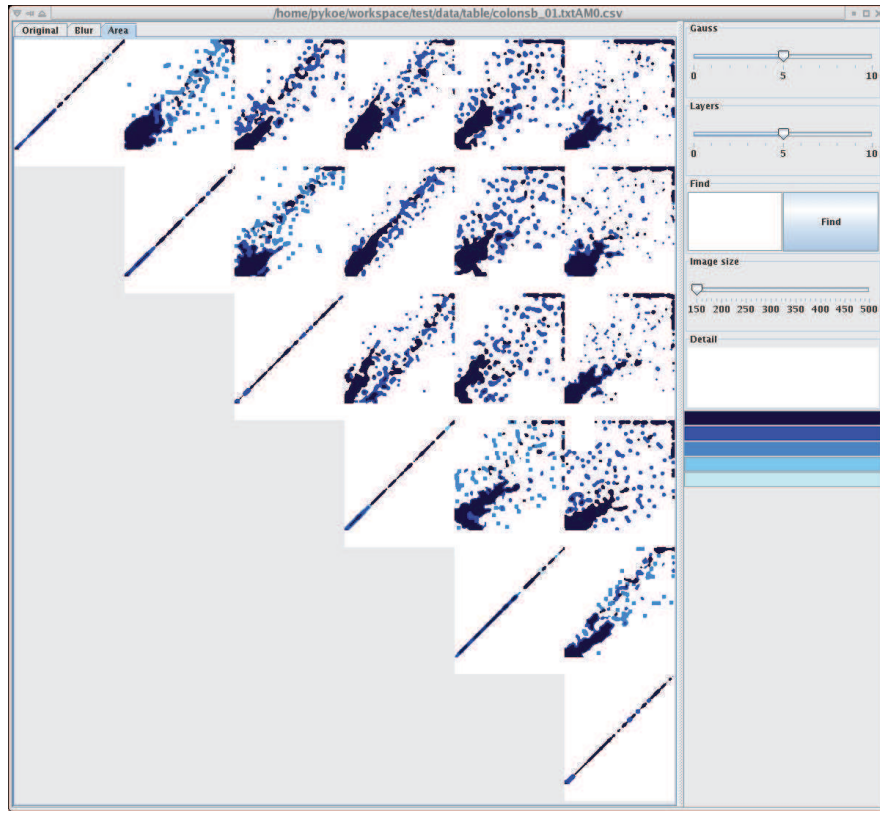 /home/pykoe/workspace/test/data/table/colonsb_01.txtAM0.csv
Original Blur Area
Gauss
0 5 10
Layers
0 5 10
Find
Find
Image size
150 200 250 300 350 400 450 500
Detail